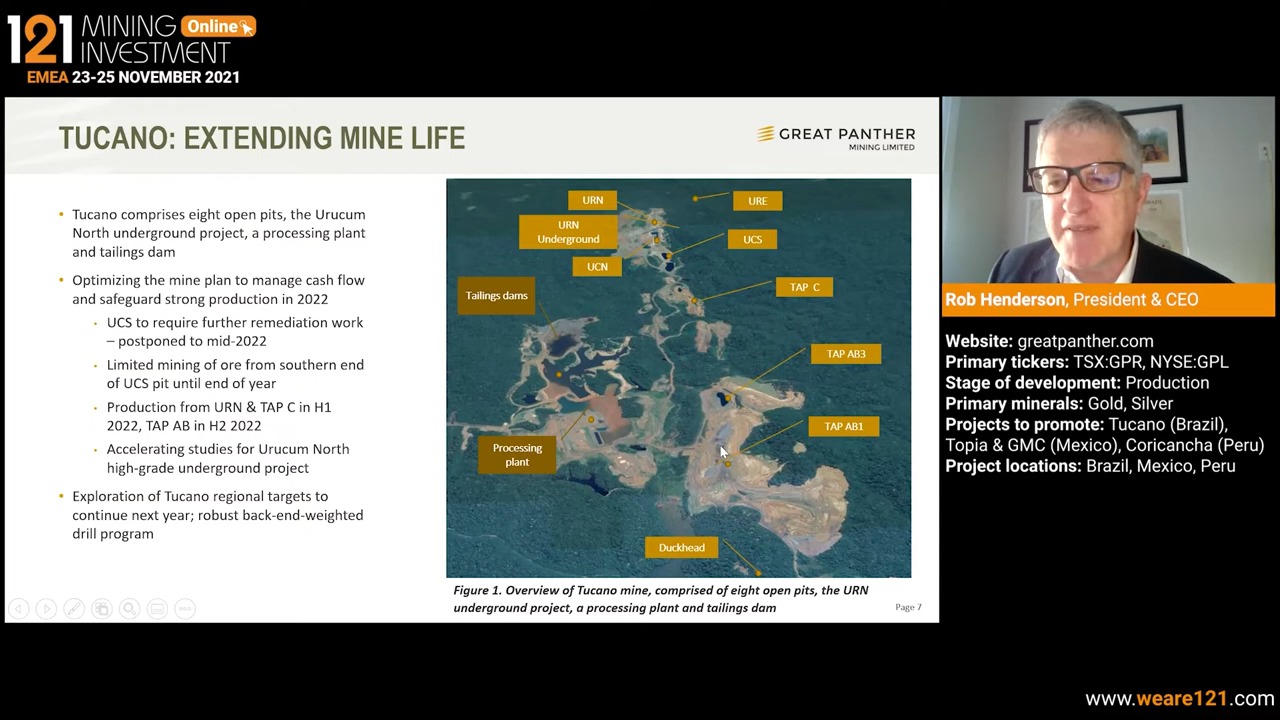 121 MINING Online
INVESTMENT
EMEA 23-25 NOVEMBER 2021
TUCANO: EXTENDING MINE LIFE
GREAT PANTHER
MINING LIMITED
• Tucano comprises eight open pits, the Urucum
North underground project, a processing plant
and tailings dam
• Optimizing the mine plan to manage cash flow
and safeguard strong production in 2022
• UCS to require further remediation work
– postponed to mid-2022
• Limited mining of ore from southern end
of UCS pit until end of year
• Production from URN & TAP C in H1
2022, TAP AB in H2 2022
• Accelerating studies for Urucum North
high-grade underground project
• Exploration of Tucano regional targets to
continue next year; robust back-end-weighted
drill program
URN
URE
URN
Underground
UCS
UCN
TAP C
Tailings dams
TAP AB3
TAP AB1
Processing
plant
Duckhead
Figure 1. Overview of Tucano mine, comprised of eight open pits, the URN
underground project, a processing plant and tailings dam
Page 7
Rob Henderson, President & CEO
Website: greatpanther.com
Primary tickers: TSX:GPR, NYSE:GPL
Stage of development: Production
Primary minerals: Gold, Silver
Projects to promote: Tucano (Brazil),
Topia & GMC (Mexico), Coricancha (Peru)
Project locations: Brazil, Mexico, Peru
www.weare121.com